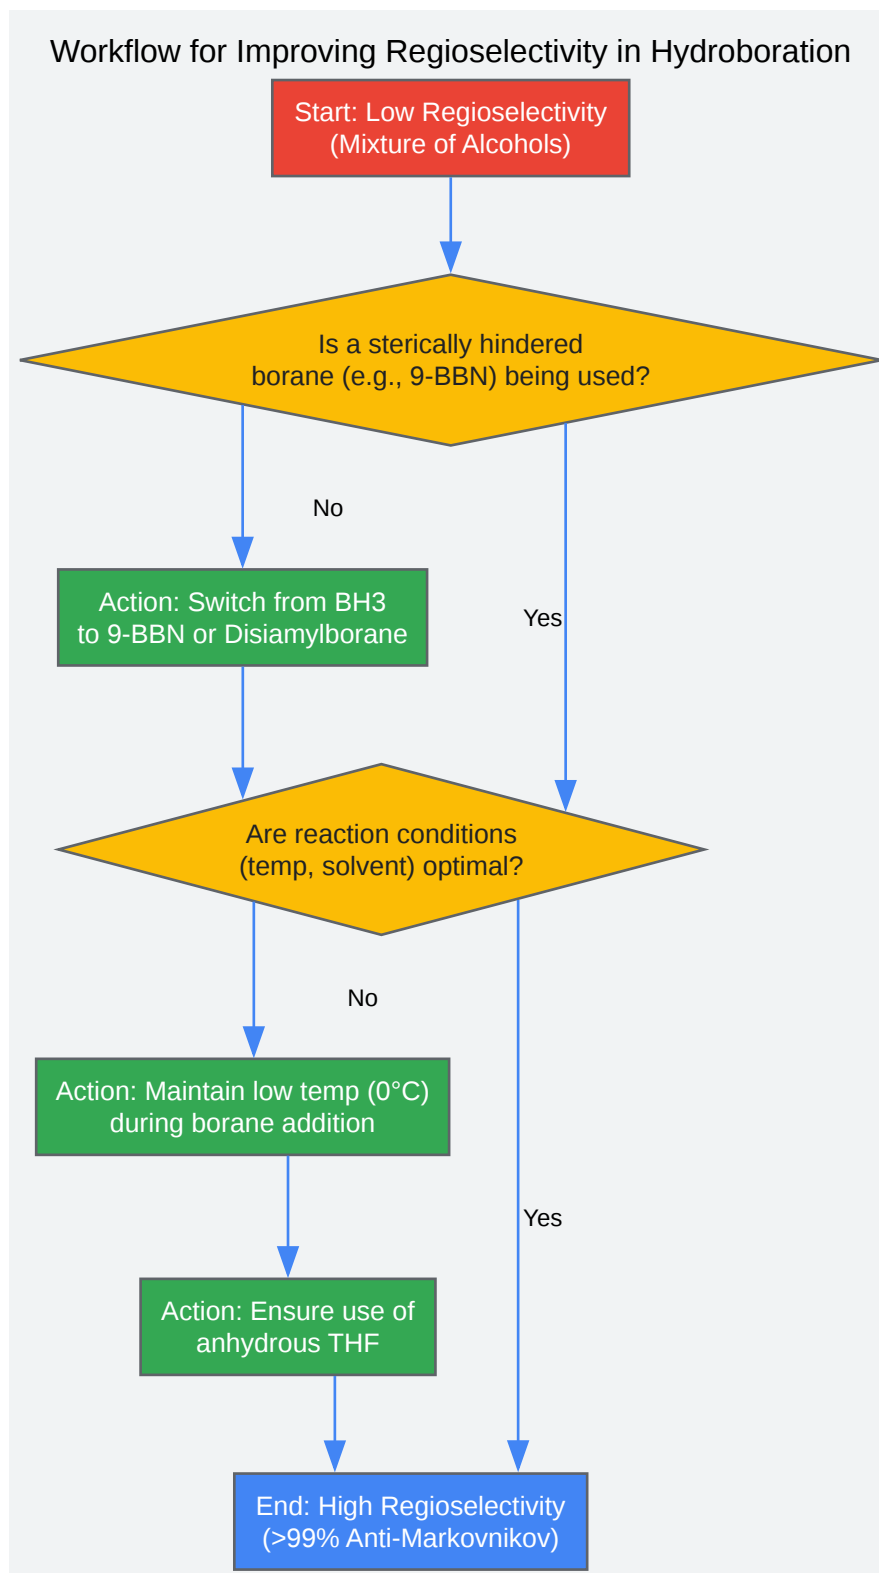 Workflow for Improving Regioselectivity in Hydroboration
Start: Low Regioselectivity
(Mixture of Alcohols)
Is a sterically hindered
borane (e.g., 9-BBN) being used?
No
Action: Switch from BH3
to 9-BBN or Disiamylborane
Yes
Are reaction conditions
(temp, solvent) optimal?
No
Action: Maintain low temp (0°C)
during borane addition
Yes
Action: Ensure use of
anhydrous THF
End: High Regioselectivity
(>99% Anti-Markovnikov)